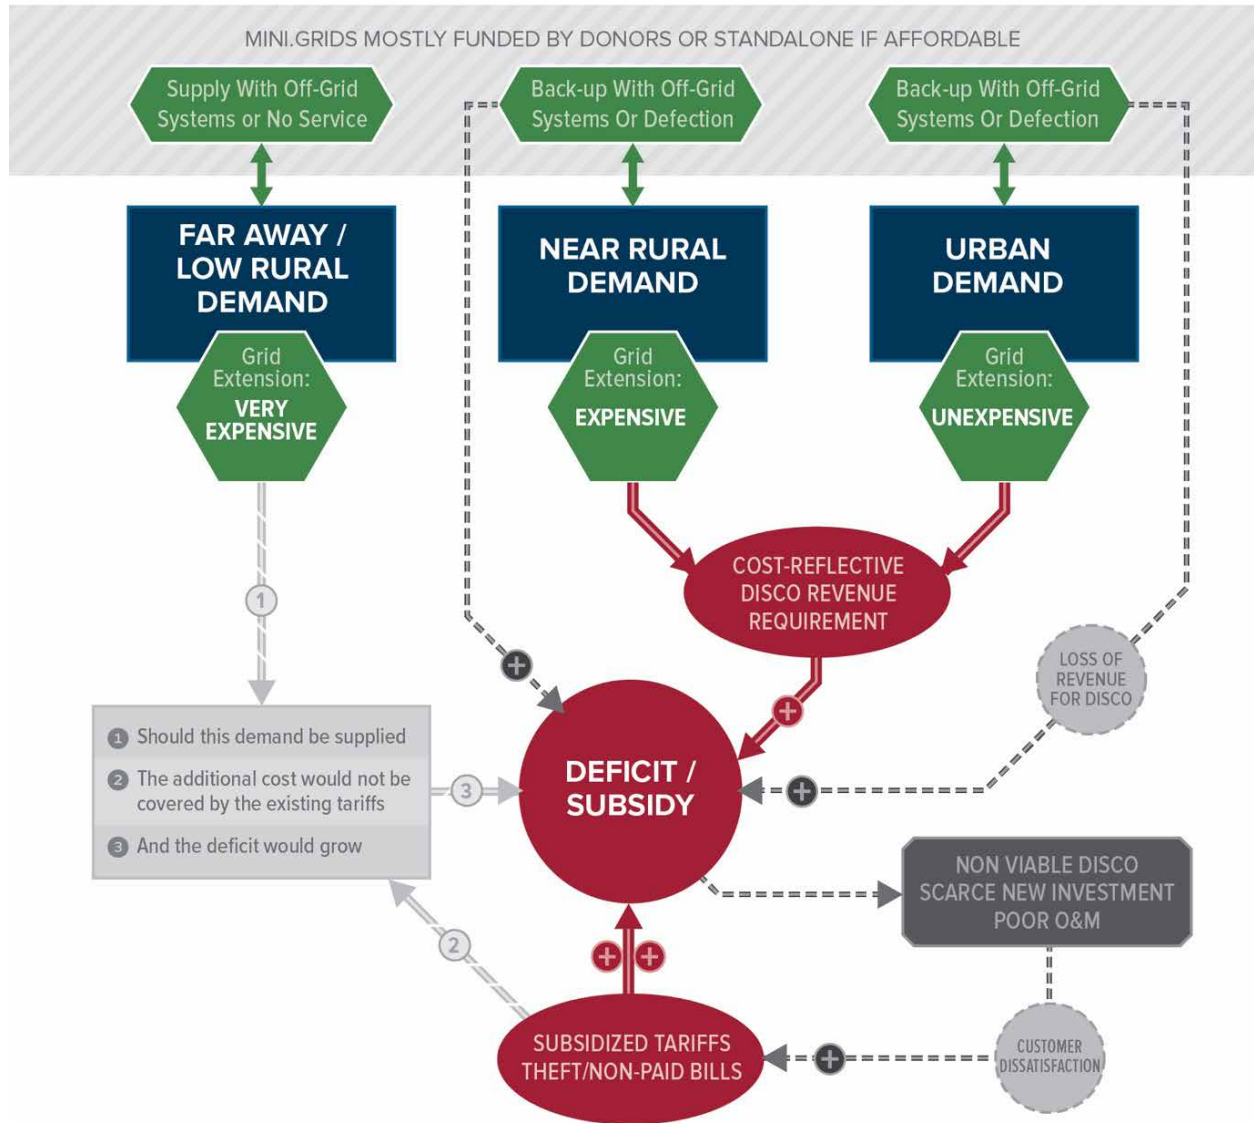 MINI.GRIDS MOSTLY FUNDED BY DONORS OR STANDALONE IF AFFORDABLE
Supply With Off-Grid
Systems or No Service
Back-up With Off-Grid
Systems Or Defection
Back-up With Off-Grid
Systems Or Defection
FAR AWAY /
LOW RURAL
DEMAND
NEAR RURAL
DEMAND
URBAN
DEMAND
Grid
Extension:
VERY
EXPENSIVE
Grid
Extension:
EXPENSIVE
Grid
Extension:
UNEXPENSIVE
COST-REFLECTIVE
DISCO REVENUE
REQUIREMENT
1
+
+
LOSS OF
REVENUE
FOR DISCO
1 Should this demand be supplied
2 The additional cost would not be
covered by the existing tariffs
3 And the deficit would grow
3
DEFICIT /
SUBSIDY
+
NON VIABLE DISCO
SCARCE NEW INVESTMENT
POOR O&M
2
+ +
SUBSIDIZED TARIFFS
THEFT/NON-PAID BILLS
+
CUSTOMER
DISSATISFACTION